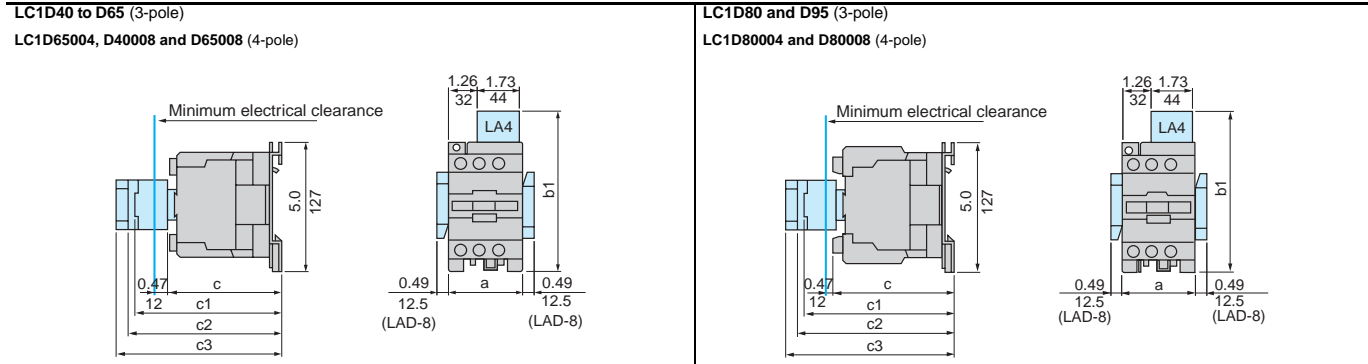 LC1D40 to D65 (3-pole)
LC1D65004, D40008 and D65008 (4-pole)
Minimum electrical clearance
1.26 1.73
32 44
LA4
5.0
127
b1
0.47
12
c
c1
c2
c3
0.49
12.5
(LAD-8)
a
0.49
12.5
(LAD-8)
LC1D80 and D95 (3-pole)
LC1D80004 and D80008 (4-pole)
Minimum electrical clearance
1.26 1.73
32 44
LA4
5.0
127
b1
0.47
12
c
c1
c2
c3
0.49
12.5
(LAD-8)
a
0.49
12.5
(LAD-8)